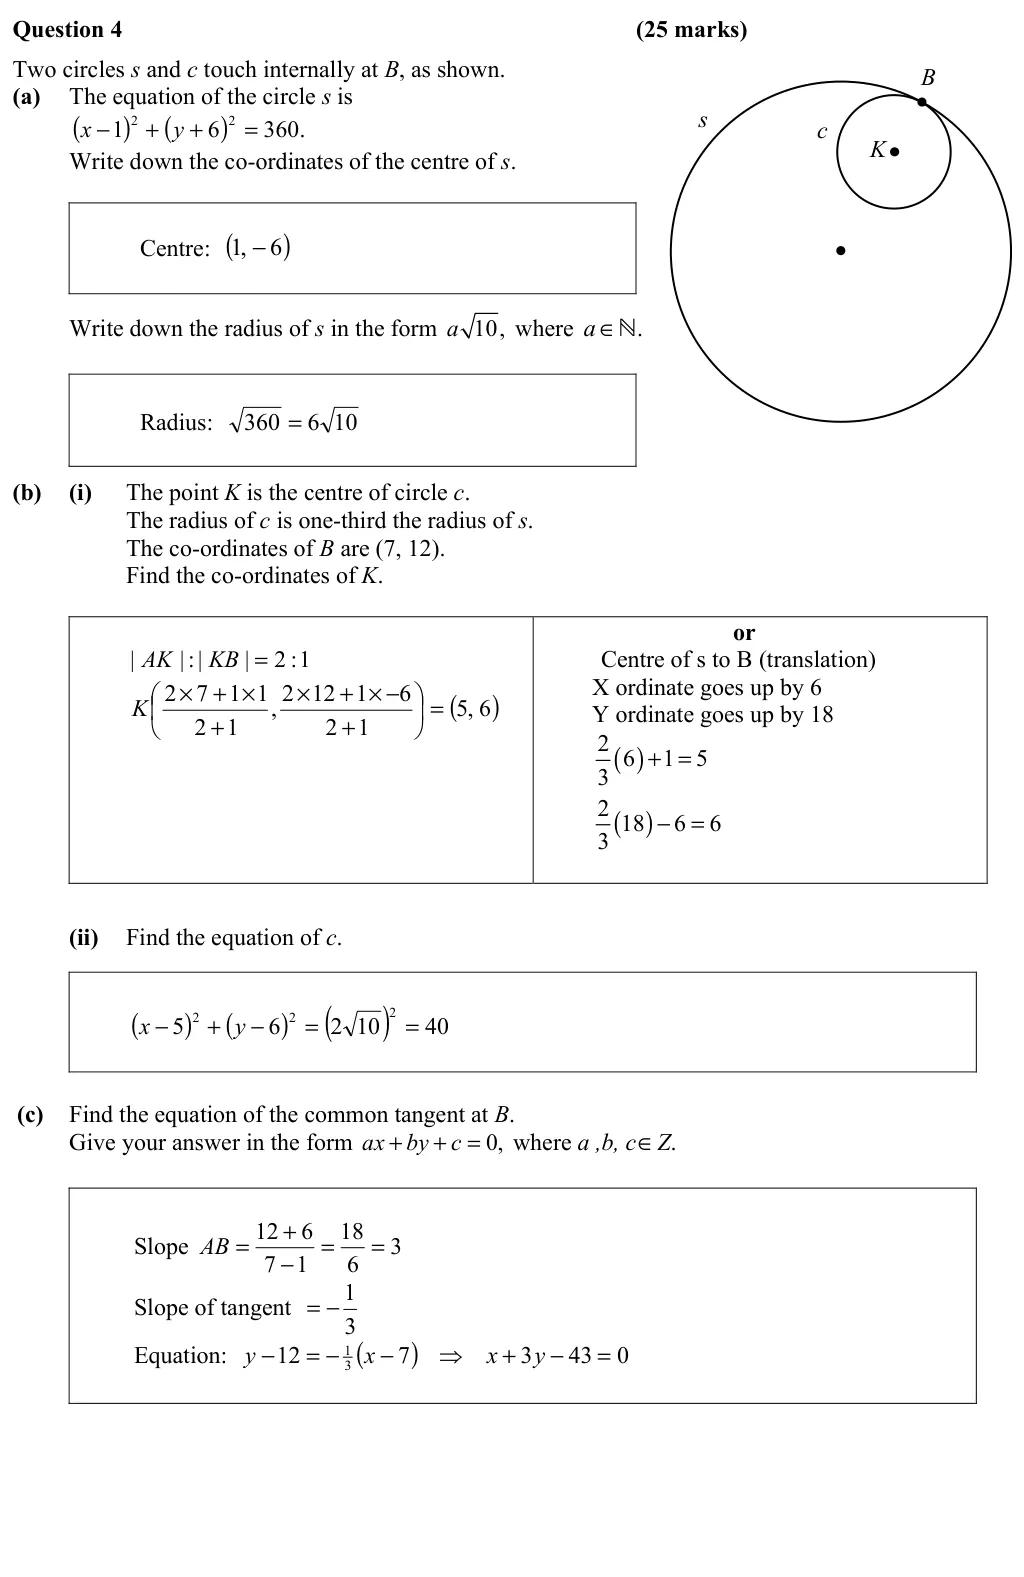 Question 4 (25 marks)
Two circles s and c touch internally at B, as shown.
(a) The equation of the circle s is
(x − 1)² + (y + 6)² = 360.
Write down the co-ordinates of the centre of s.
B
s
c
K
Centre: (1, − 6)
Write down the radius of s in the form a√10, where a ∈ ℕ.
Radius: √360 = 6√10
(b) (i) The point K is the centre of circle c.
The radius of c is one-third the radius of s.
The co-ordinates of B are (7, 12).
Find the co-ordinates of K.
| AK | : | KB | = 2 : 1
K((2×7+1×1)/(2+1), (2×12+1×−6)/(2+1)) = (5, 6)
or
Centre of s to B (translation)
X ordinate goes up by 6
Y ordinate goes up by 18
2/3(6)+1=5
2/3(18)−6=6
(ii) Find the equation of c.
(x − 5)² + (y − 6)² = (2√10)² = 40
(c) Find the equation of the common tangent at B.
Give your answer in the form ax + by + c = 0, where a ,b, c∈ Z.
Slope AB = (12 + 6)/(7 − 1) = 18/6 = 3
Slope of tangent = −1/3
Equation: y − 12 = −1/3(x − 7) ⇒ x + 3y − 43 = 0